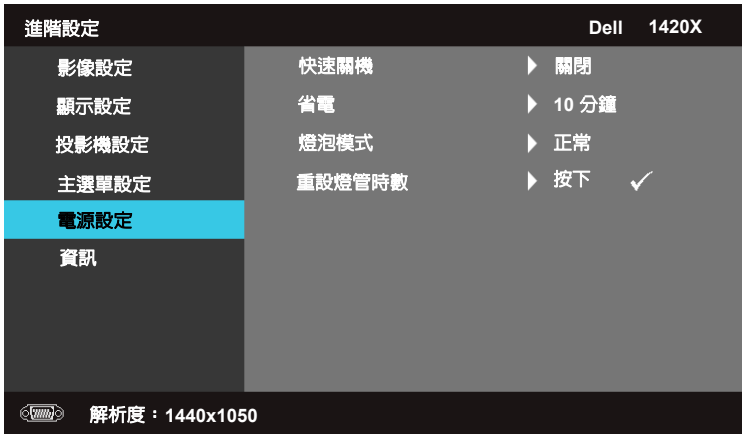 進階設定 Dell 1420X
影像設定
顯示設定
投影機設定
主選單設定
電源設定
資訊
快速關機 關閉
省電 10 分鐘
燈泡模式 正常
重設燈管時數 按下
解析度：1440x1050